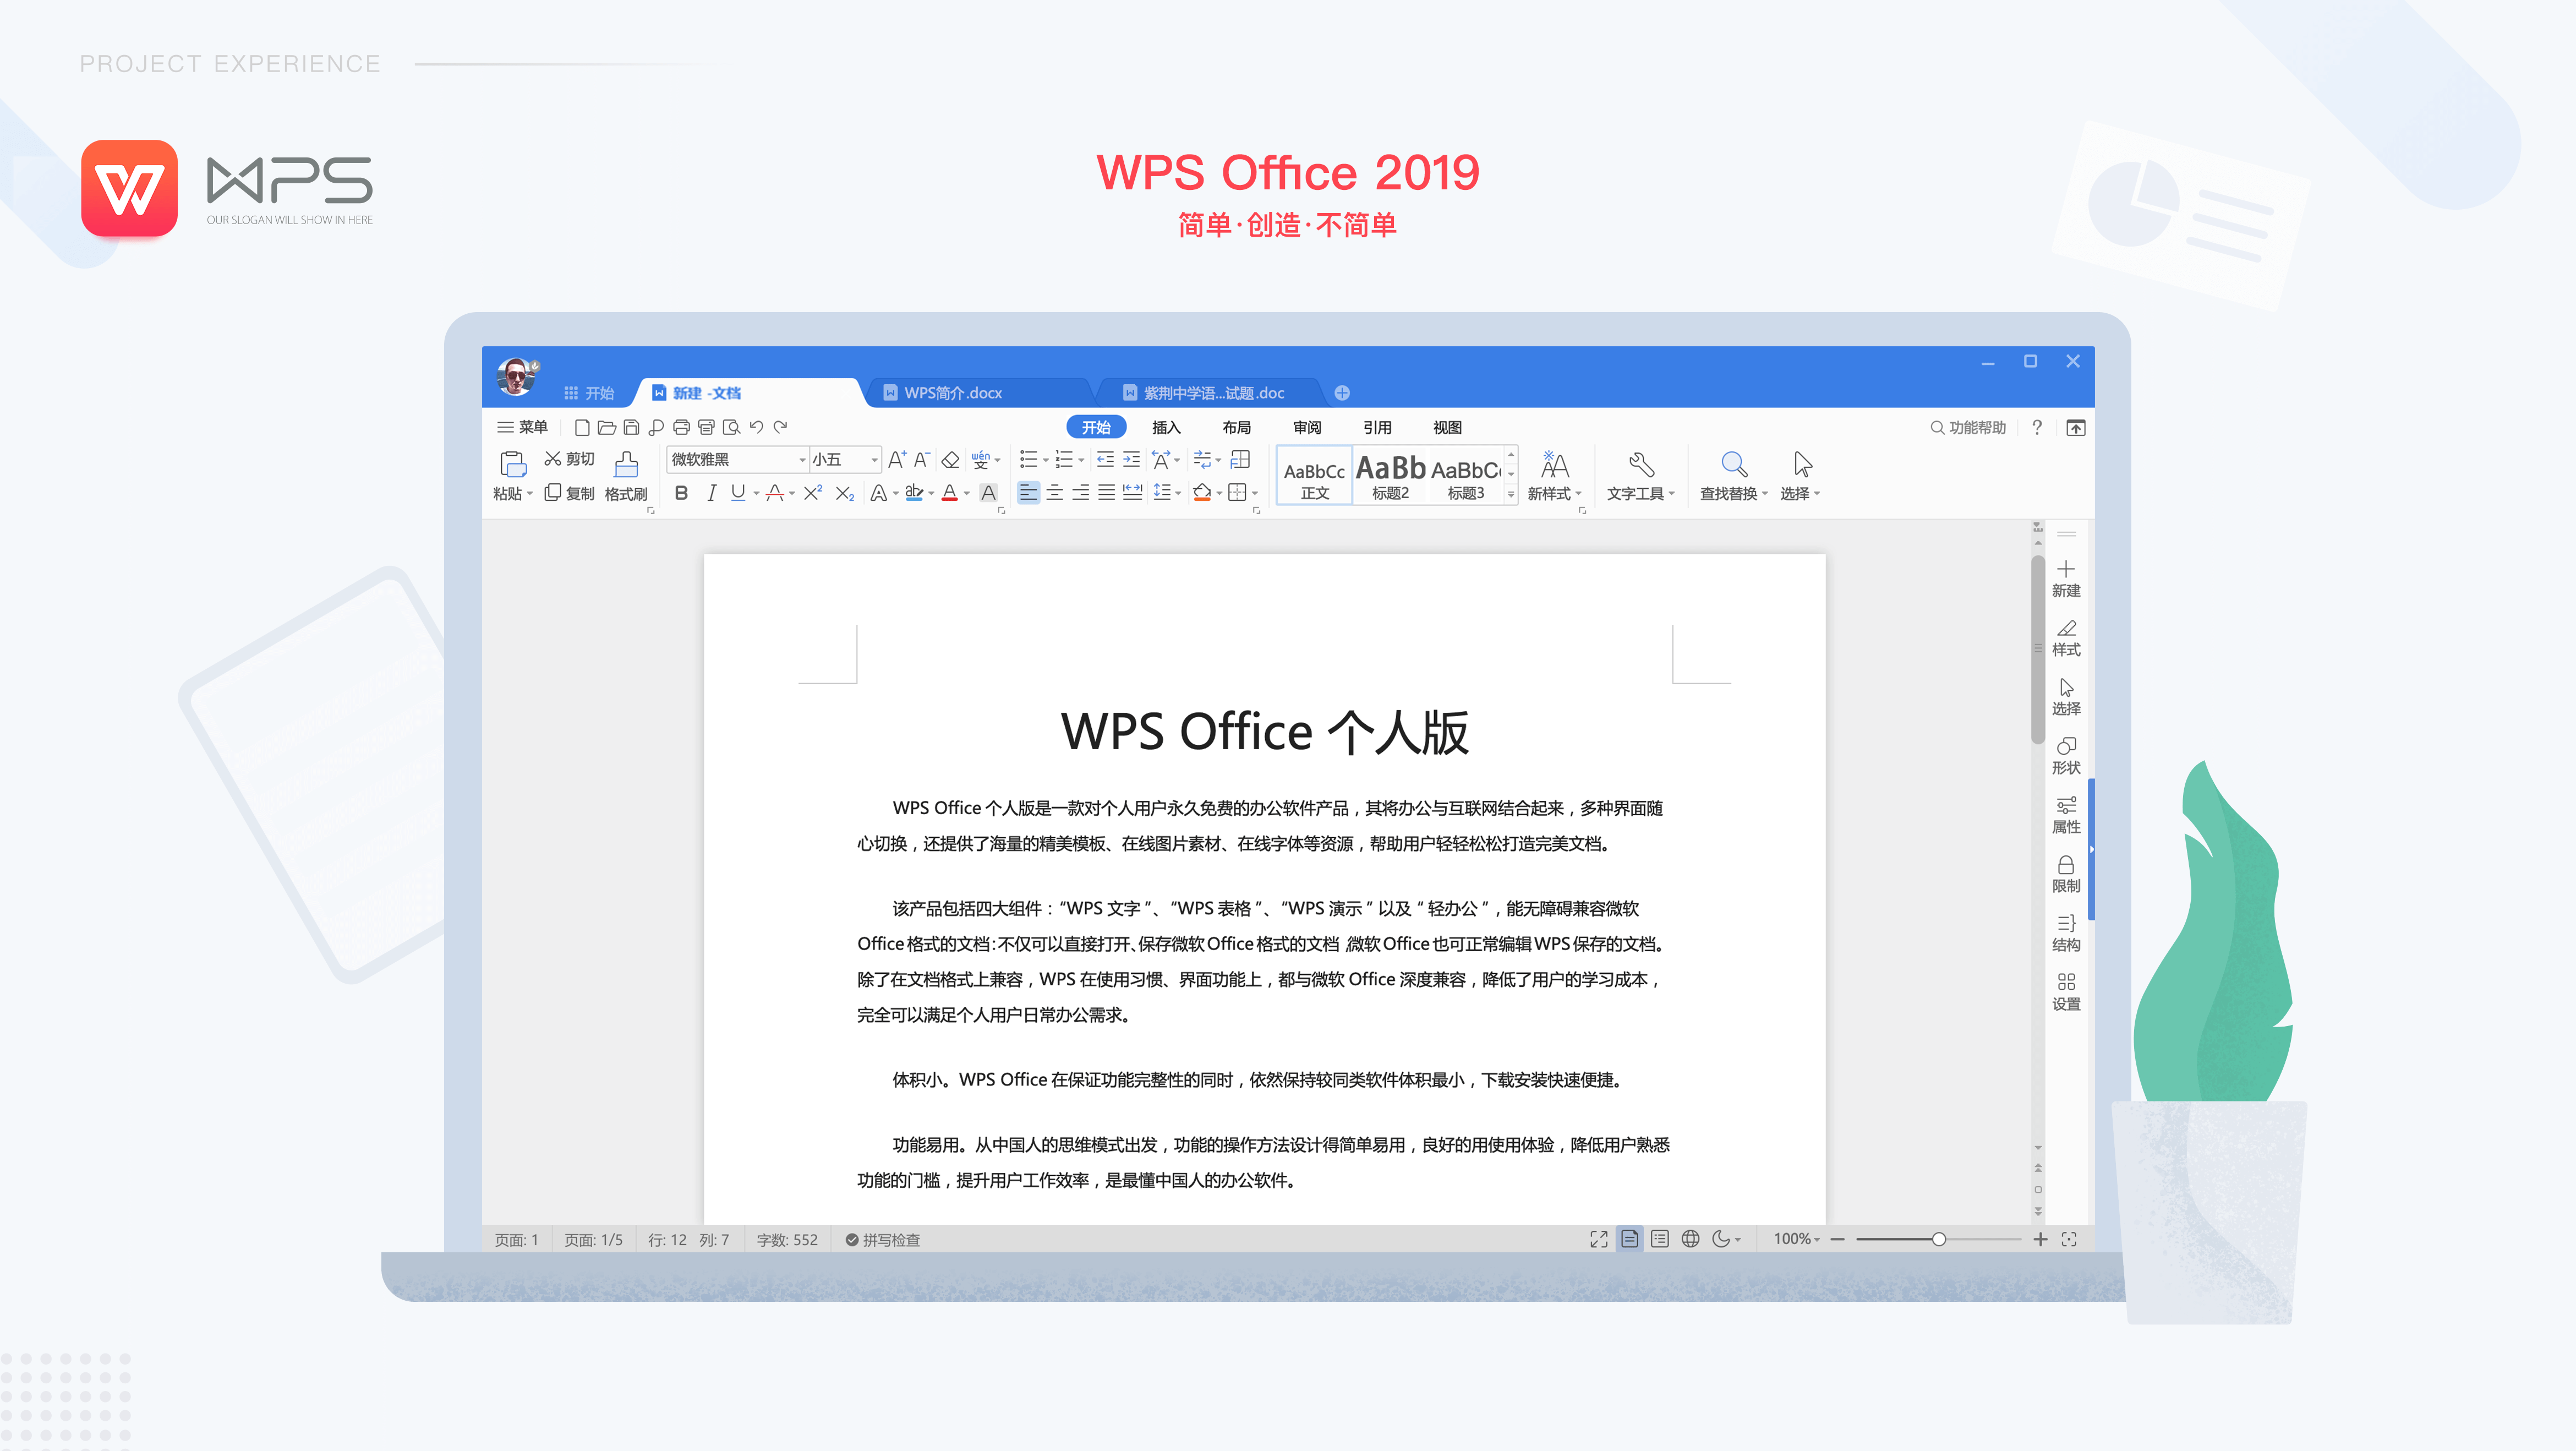 PROJECT EXPERIENCE
WPS
OUR SLOGAN WILL SHOW IN HERE
WPS Office 2019
简单·创造·不简单
开始
新建 -文档
WPS简介.docx
紫荆中学语...试题.doc
菜单
开始 插入 布局 审阅 引用 视图
功能帮助 ?
粘贴 剪切 复制 格式刷
微软雅黑 小五 A+ A- wén 文
B I U A X² X₂ A ab A A
AaBbCc AaBb AaBbC
正文 标题2 标题3
新样式 文字工具 查找替换 选择
WPS Office 个人版
WPS Office 个人版是一款对个人用户永久免费的办公软件产品，其将办公与互联网结合起来，多种界面随
心切换，还提供了海量的精美模板、在线图片素材、在线字体等资源，帮助用户轻轻松松打造完美文档。
该产品包括四大组件：“WPS 文字 ”、“WPS 表格 ”、“WPS 演示 ” 以及 “ 轻办公 ”，能无障碍兼容微软
Office 格式的文档：不仅可以直接打开、保存微软 Office 格式的文档，微软 Office 也可正常编辑 WPS 保存的文档。
除了在文档格式上兼容，WPS 在使用习惯、界面功能上，都与微软 Office 深度兼容，降低了用户的学习成本，
完全可以满足个人用户日常办公需求。
体积小。WPS Office 在保证功能完整性的同时，依然保持较同类软件体积最小，下载安装快速便捷。
功能易用。从中国人的思维模式出发，功能的操作方法设计得简单易用，良好的用使用体验，降低用户熟悉
功能的门槛，提升用户工作效率，是最懂中国人的办公软件。
新建
样式
选择
形状
属性
限制
结构
设置
页面: 1 页面: 1/5 行: 12 列: 7 字数: 552 拼写检查
100%